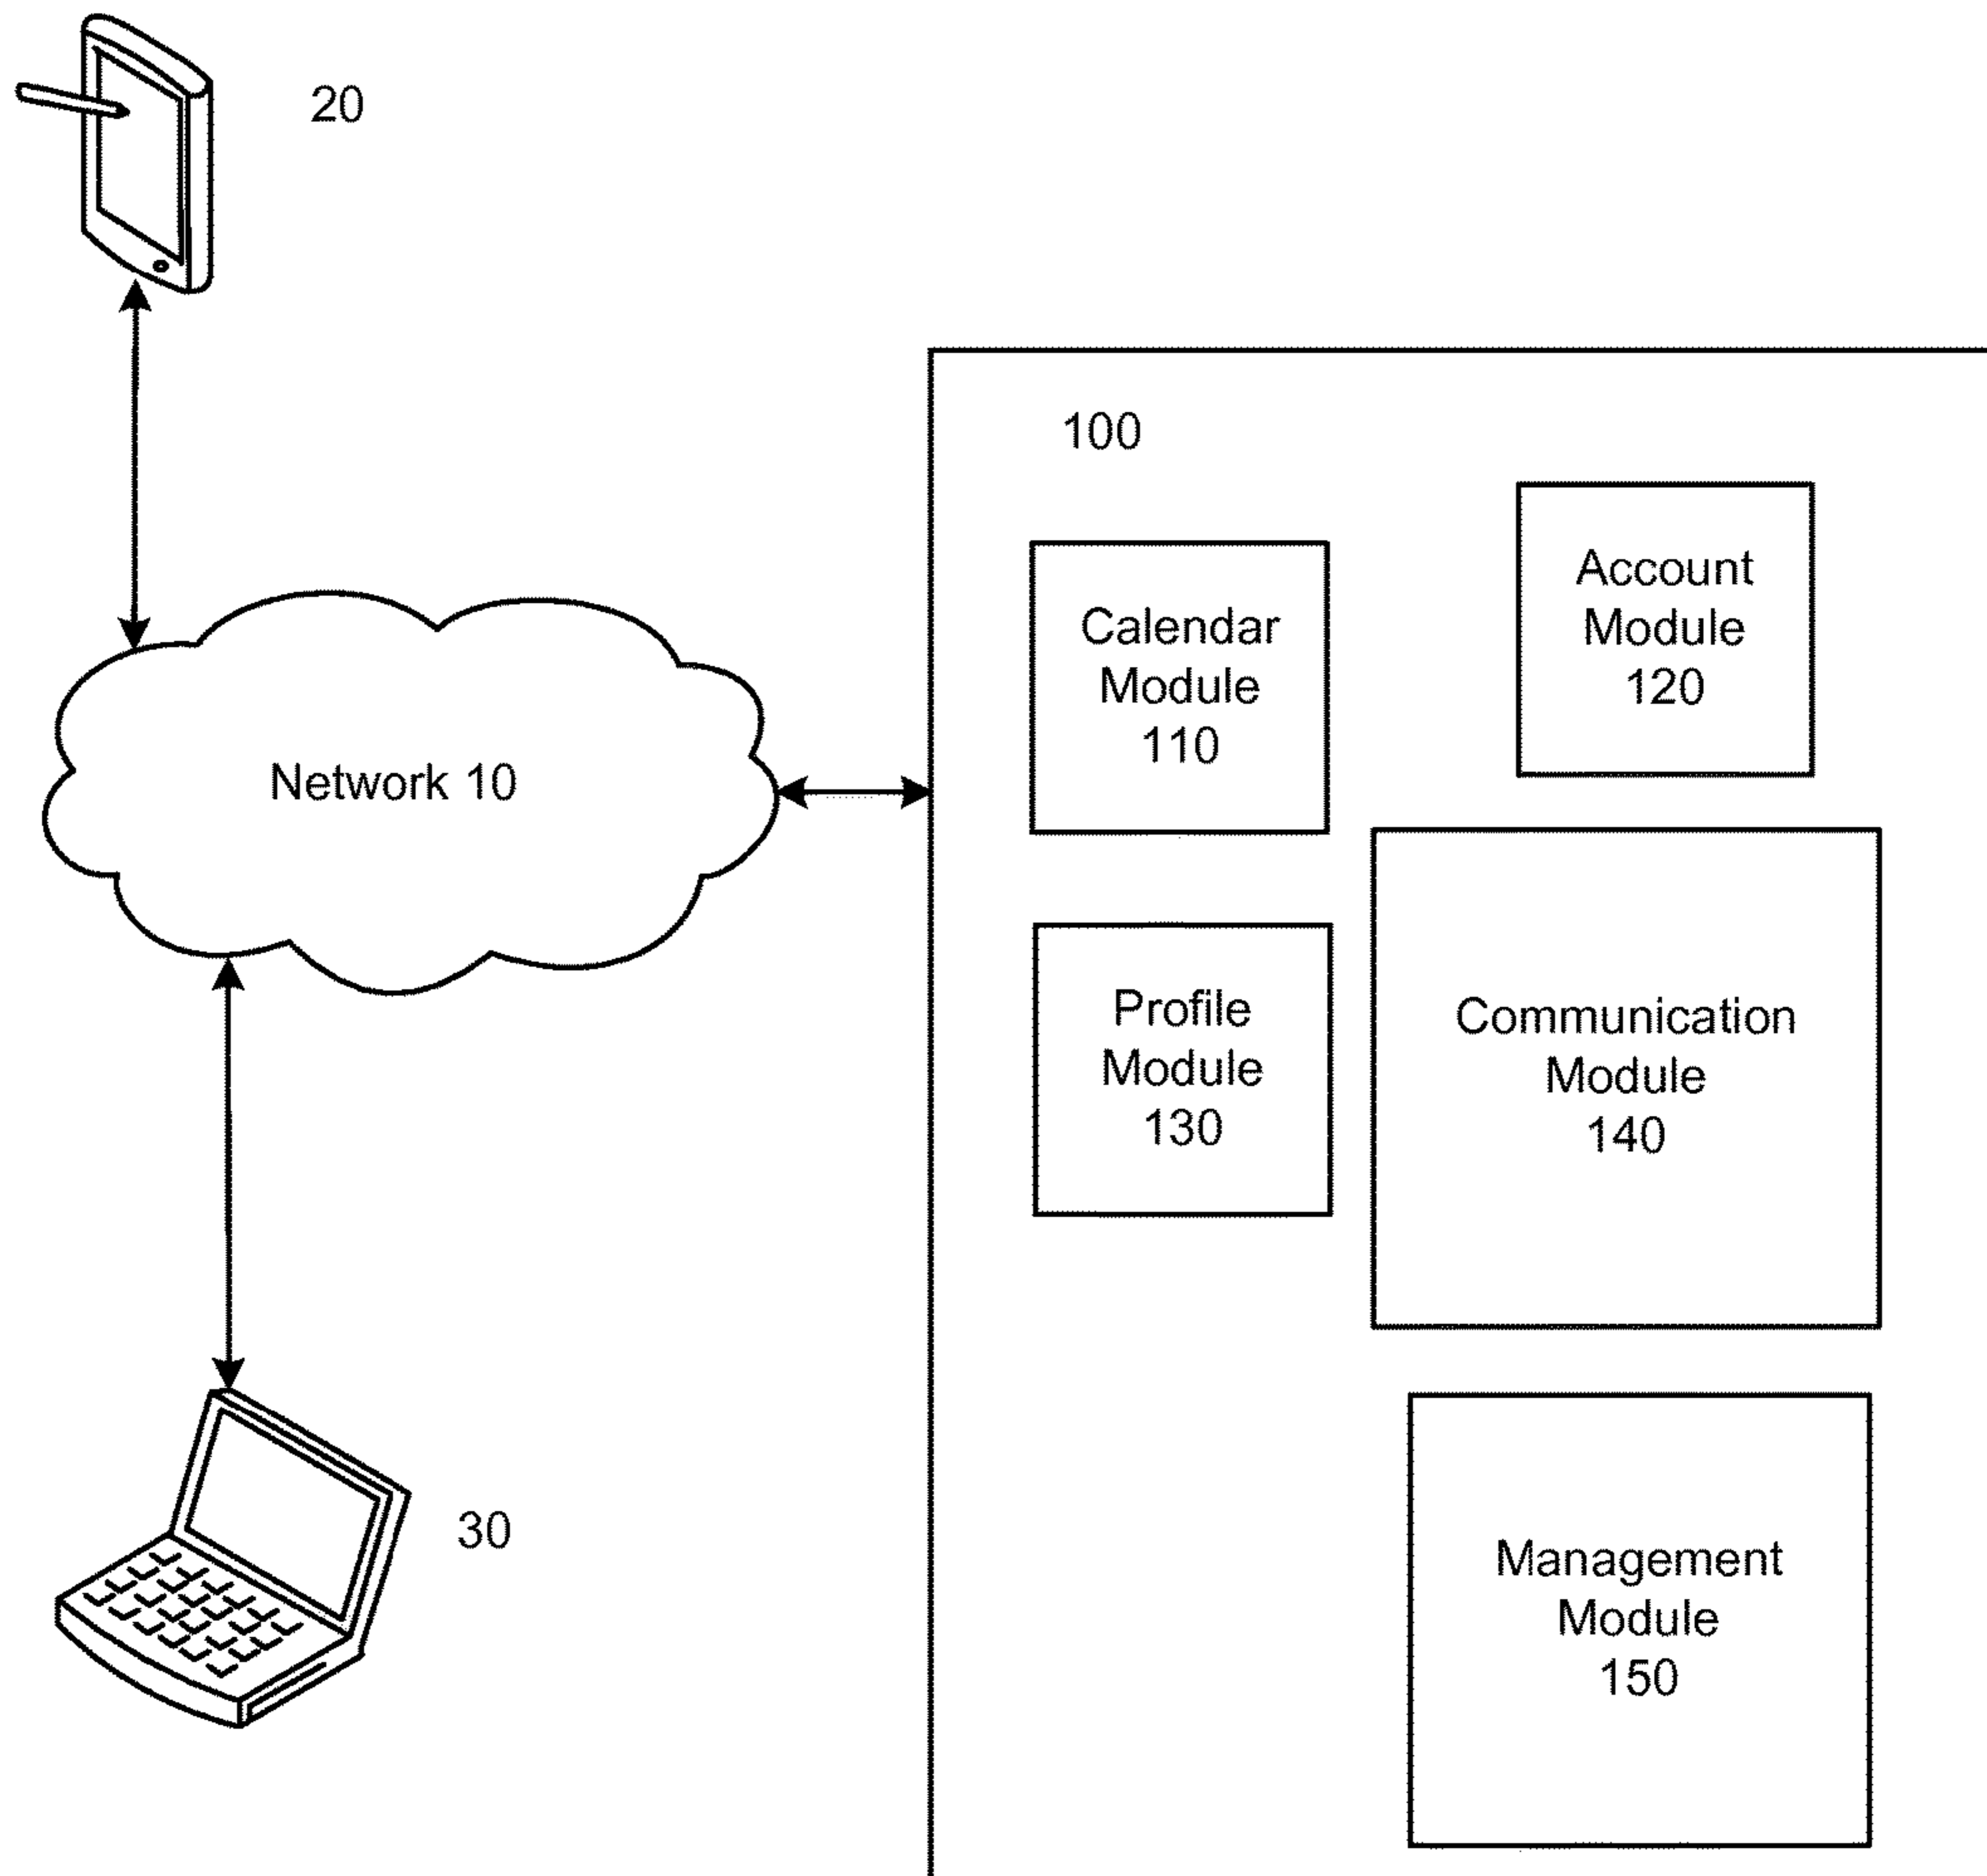 20
100
Account
Module
120
Calendar
Module
110
Network 10
Profile
Module
130
Communication
Module
140
30
Management
Module
150